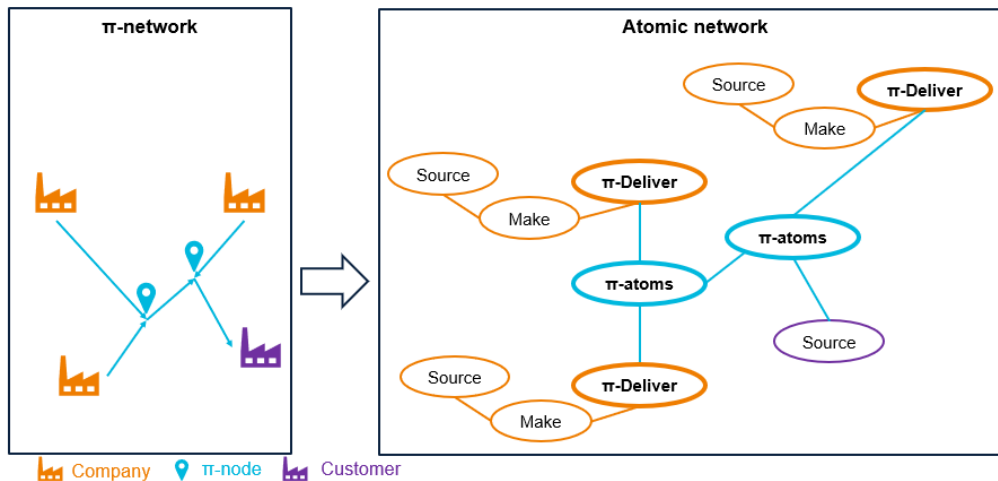 π-network
Atomic network
Source
π-Deliver
Make
Source
π-Deliver
Make
π-atoms
π-atoms
Source
Source
π-Deliver
Make
Company
π-node
Customer